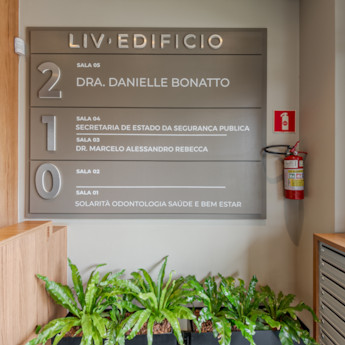 LIV EDIFICIO
2
SALA 05
DRA. DANIELLE BONATTO
1
SALA 04
SECRETARIA DE ESTADO DA SEGURANÇA PUBLICA
SALA 03
DR. MARCELO ALESSANDRO REBECCA
0
SALA 02
SALA 01
SOLARITÀ ODONTOLOGIA SAÚDE E BEM ESTAR